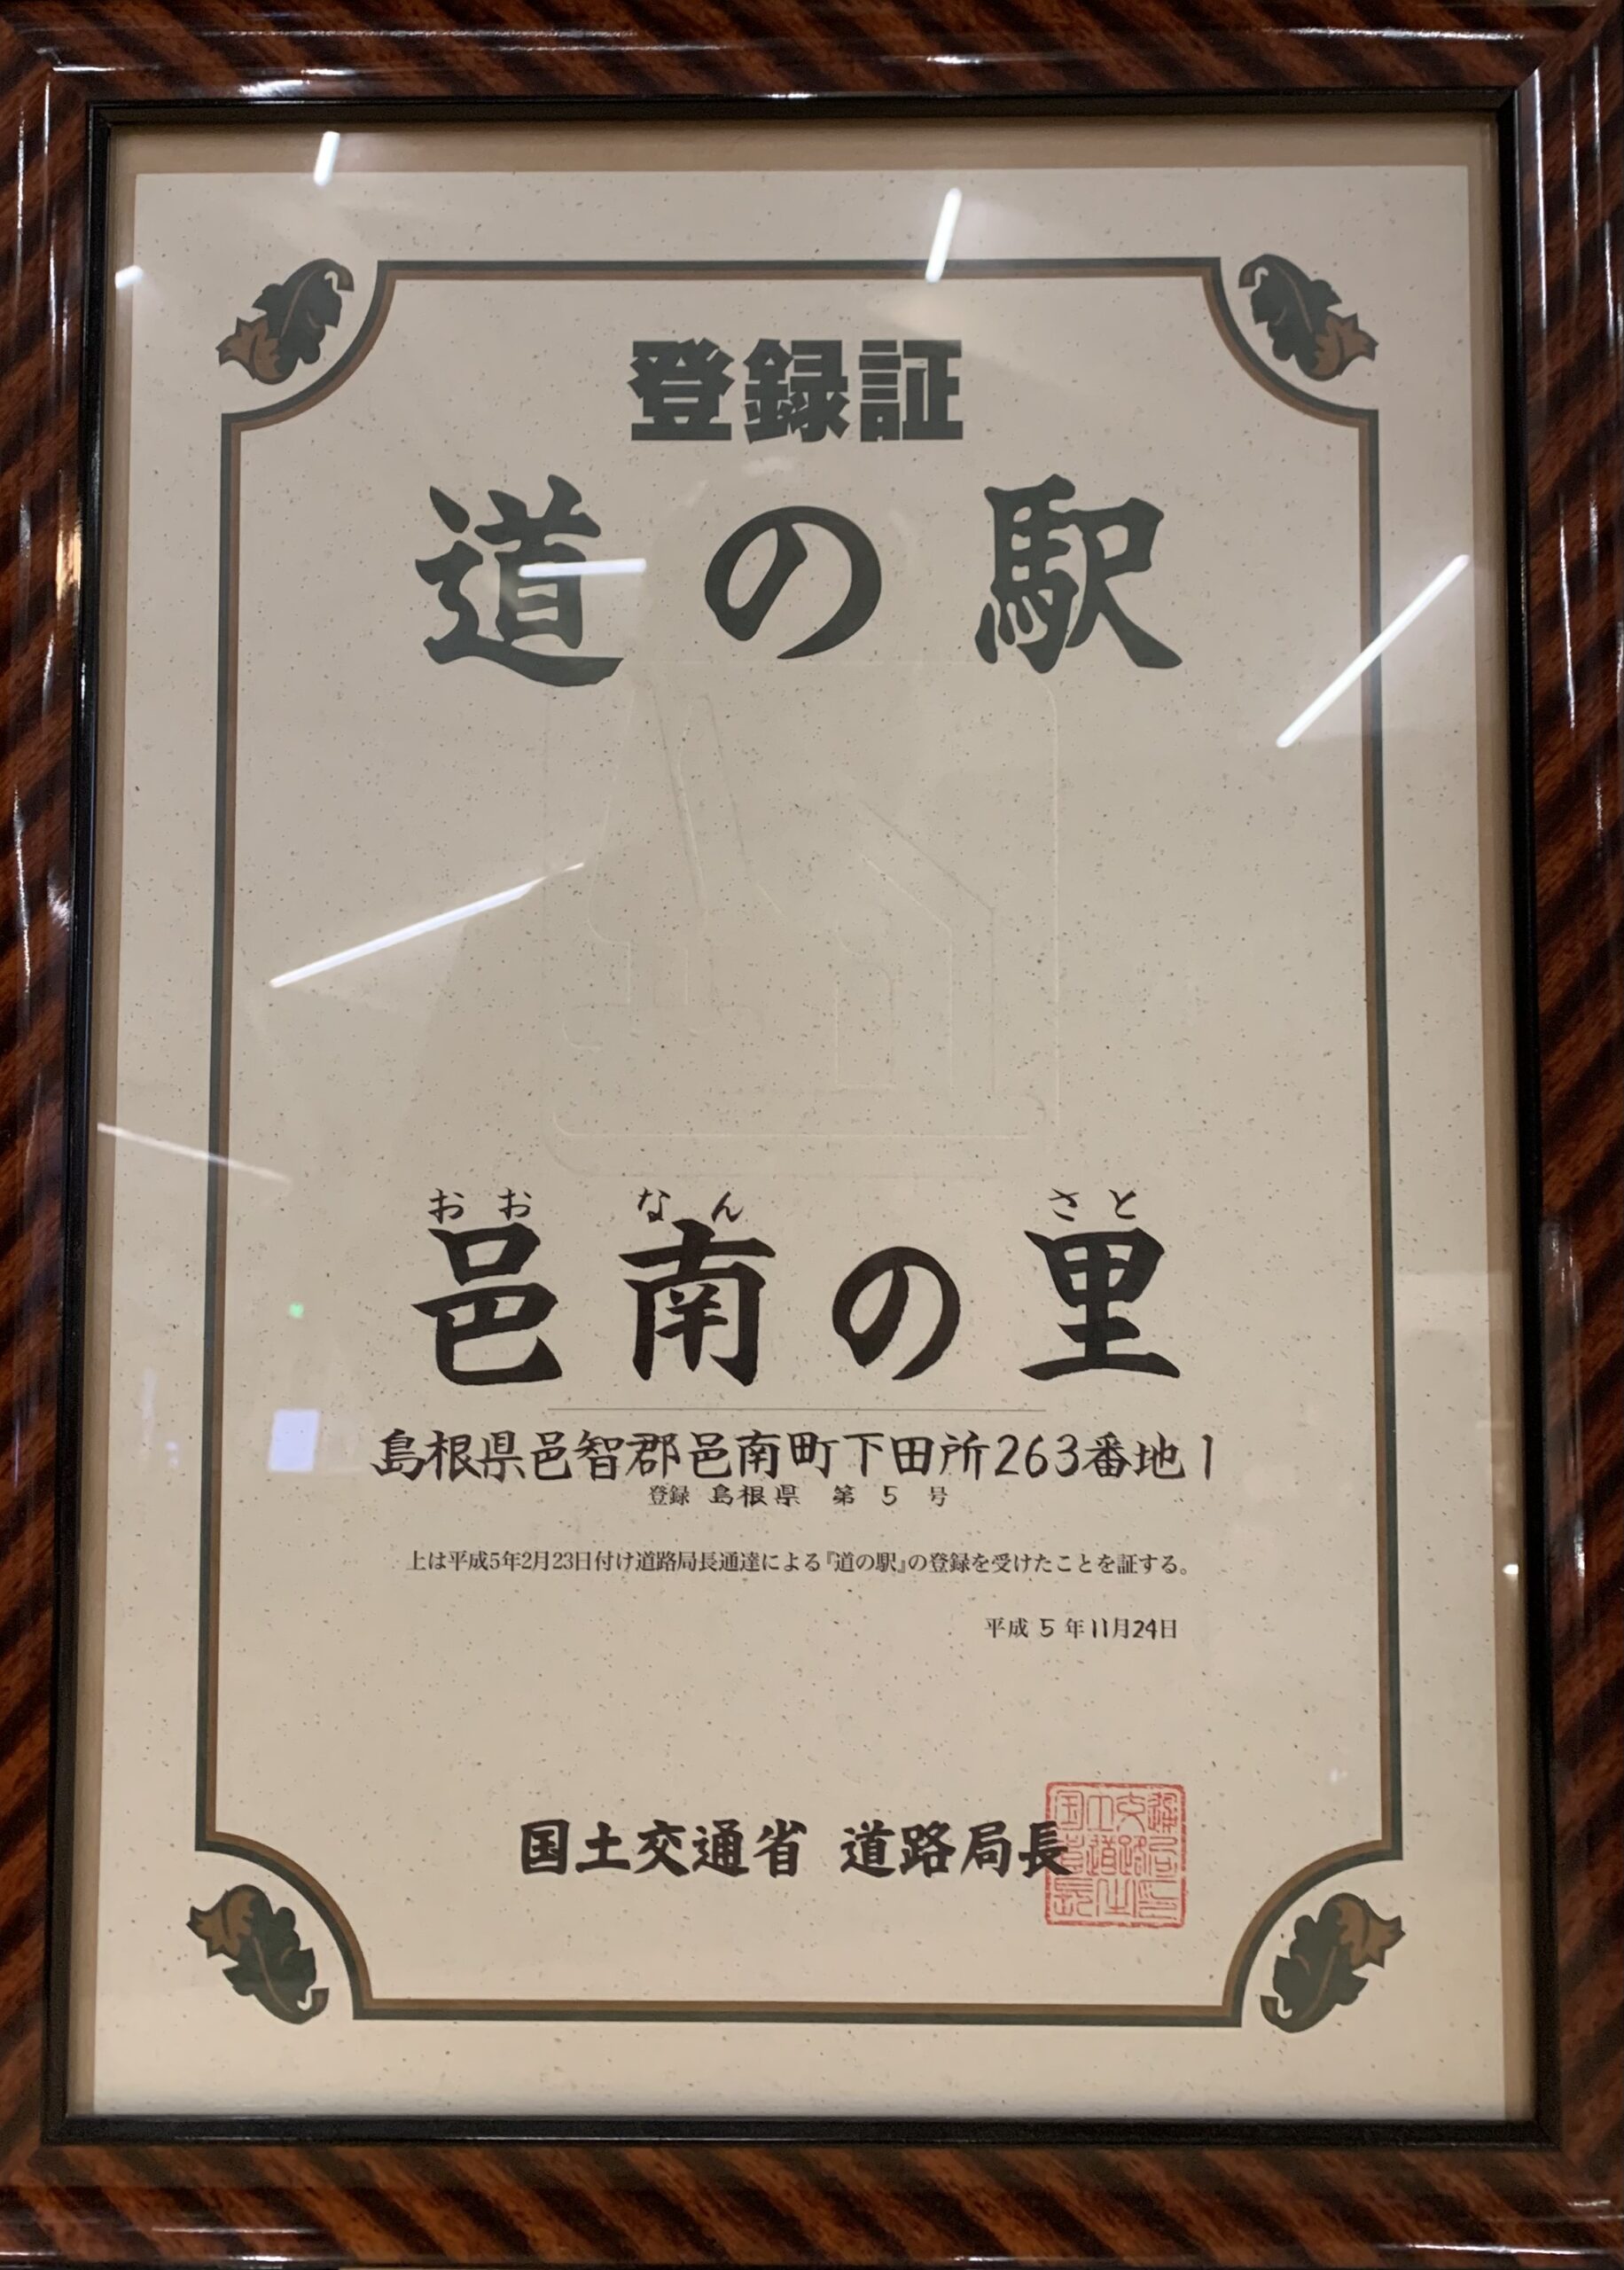 登録証
道の駅
おおなん さと
邑南の里
島根県邑智郡邑南町下田所263番地1
登録 島根県 第 5 号
上は平成5年2月23日付け道路局長通達による『道の駅』の登録を受けたことを証する。
平成 5 年11月24日
国土交通省 道路局長